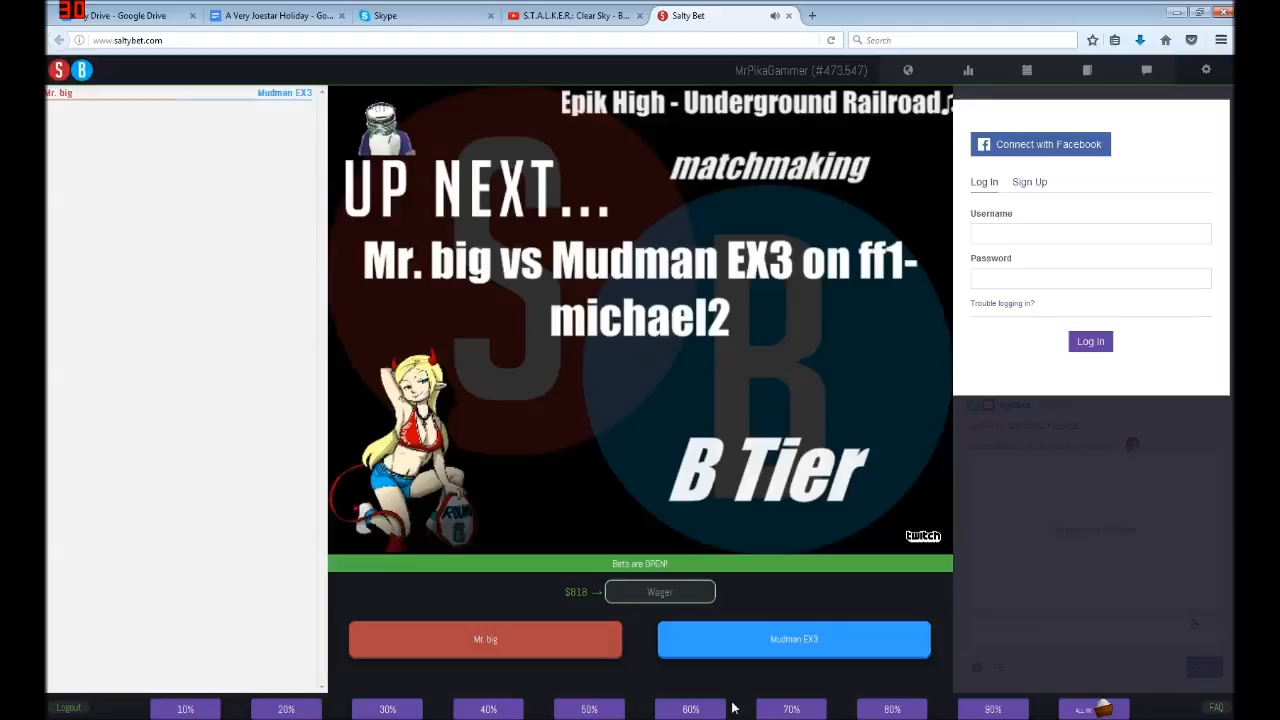 30
y Drive - Google Drive
A Very Joestar Holiday - Go...
Skype
S.T.A.L.K.E.R.: Clear Sky - B...
Salty Bet
www.saltybet.com
Search
S B
MrPikaGammer (#473,547)
Mr. big
Mudman EX3
Epik High - Underground Railroad♫
matchmaking
UP NEXT...
Mr. big vs Mudman EX3 on ff1-
michael2
B Tier
twitch
Connect with Facebook
Log In
Sign Up
Username
Password
Trouble logging in?
Log In
Bets are OPEN!
$818 →
Wager
Mr. big
Mudman EX3
Logout
10%
20%
30%
40%
50%
60%
70%
80%
90%
ALL IN
FAQ